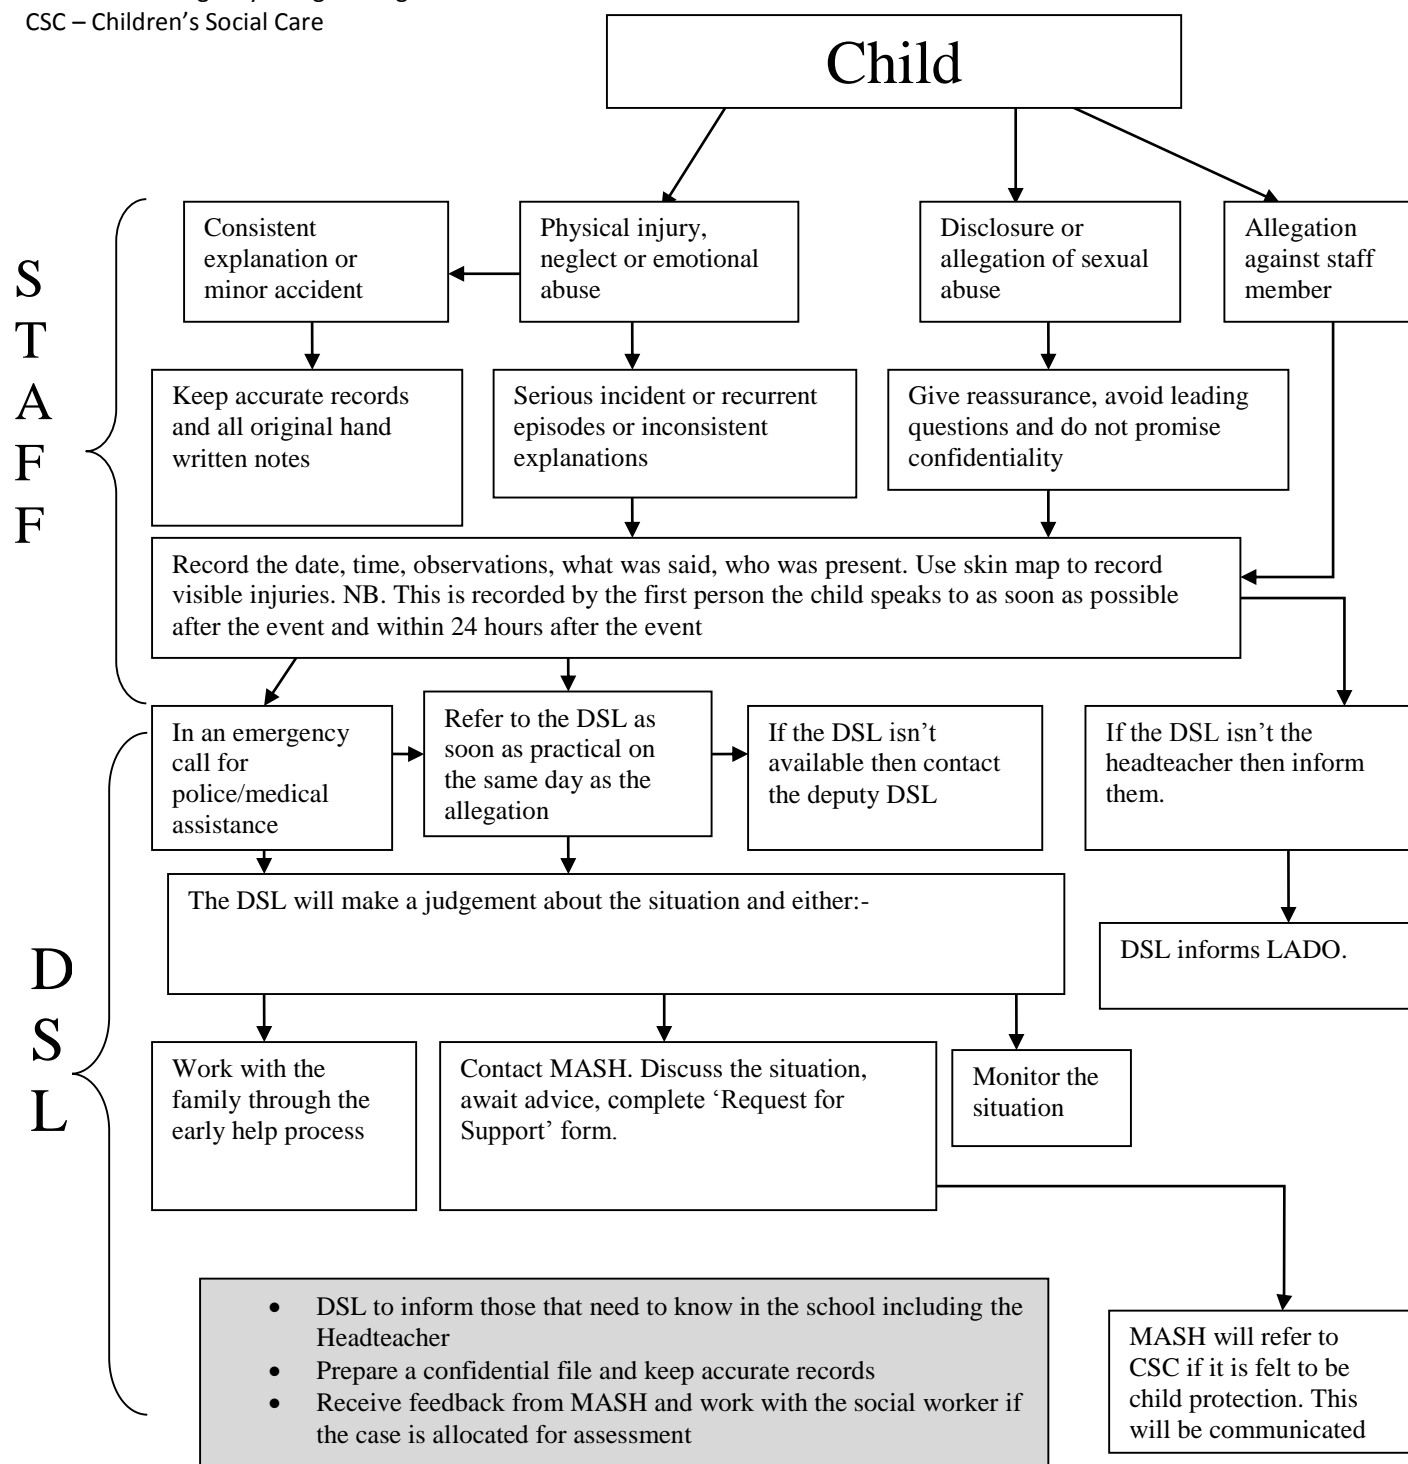 CSC – Children’s Social Care
Child
Consistent
explanation or
minor accident
Physical injury,
neglect or emotional
abuse
Disclosure or
allegation of sexual
abuse
Allegation
against staff
member
S
T
A
F
F
Keep accurate records
and all original hand
written notes
Serious incident or recurrent
episodes or inconsistent
explanations
Give reassurance, avoid leading
questions and do not promise
confidentiality
Record the date, time, observations, what was said, who was present. Use skin map to record
visible injuries. NB. This is recorded by the first person the child speaks to as soon as possible
after the event and within 24 hours after the event
In an emergency
call for
police/medical
assistance
Refer to the DSL as
soon as practical on
the same day as the
allegation
If the DSL isn’t
available then contact
the deputy DSL
If the DSL isn’t the
headteacher then inform
them.
The DSL will make a judgement about the situation and either:-
DSL informs LADO.
D
S
L
Work with the
family through the
early help process
Contact MASH. Discuss the situation,
await advice, complete ‘Request for
Support’ form.
Monitor the
situation
• DSL to inform those that need to know in the school including the
Headteacher
• Prepare a confidential file and keep accurate records
• Receive feedback from MASH and work with the social worker if
the case is allocated for assessment
MASH will refer to
CSC if it is felt to be
child protection. This
will be communicated